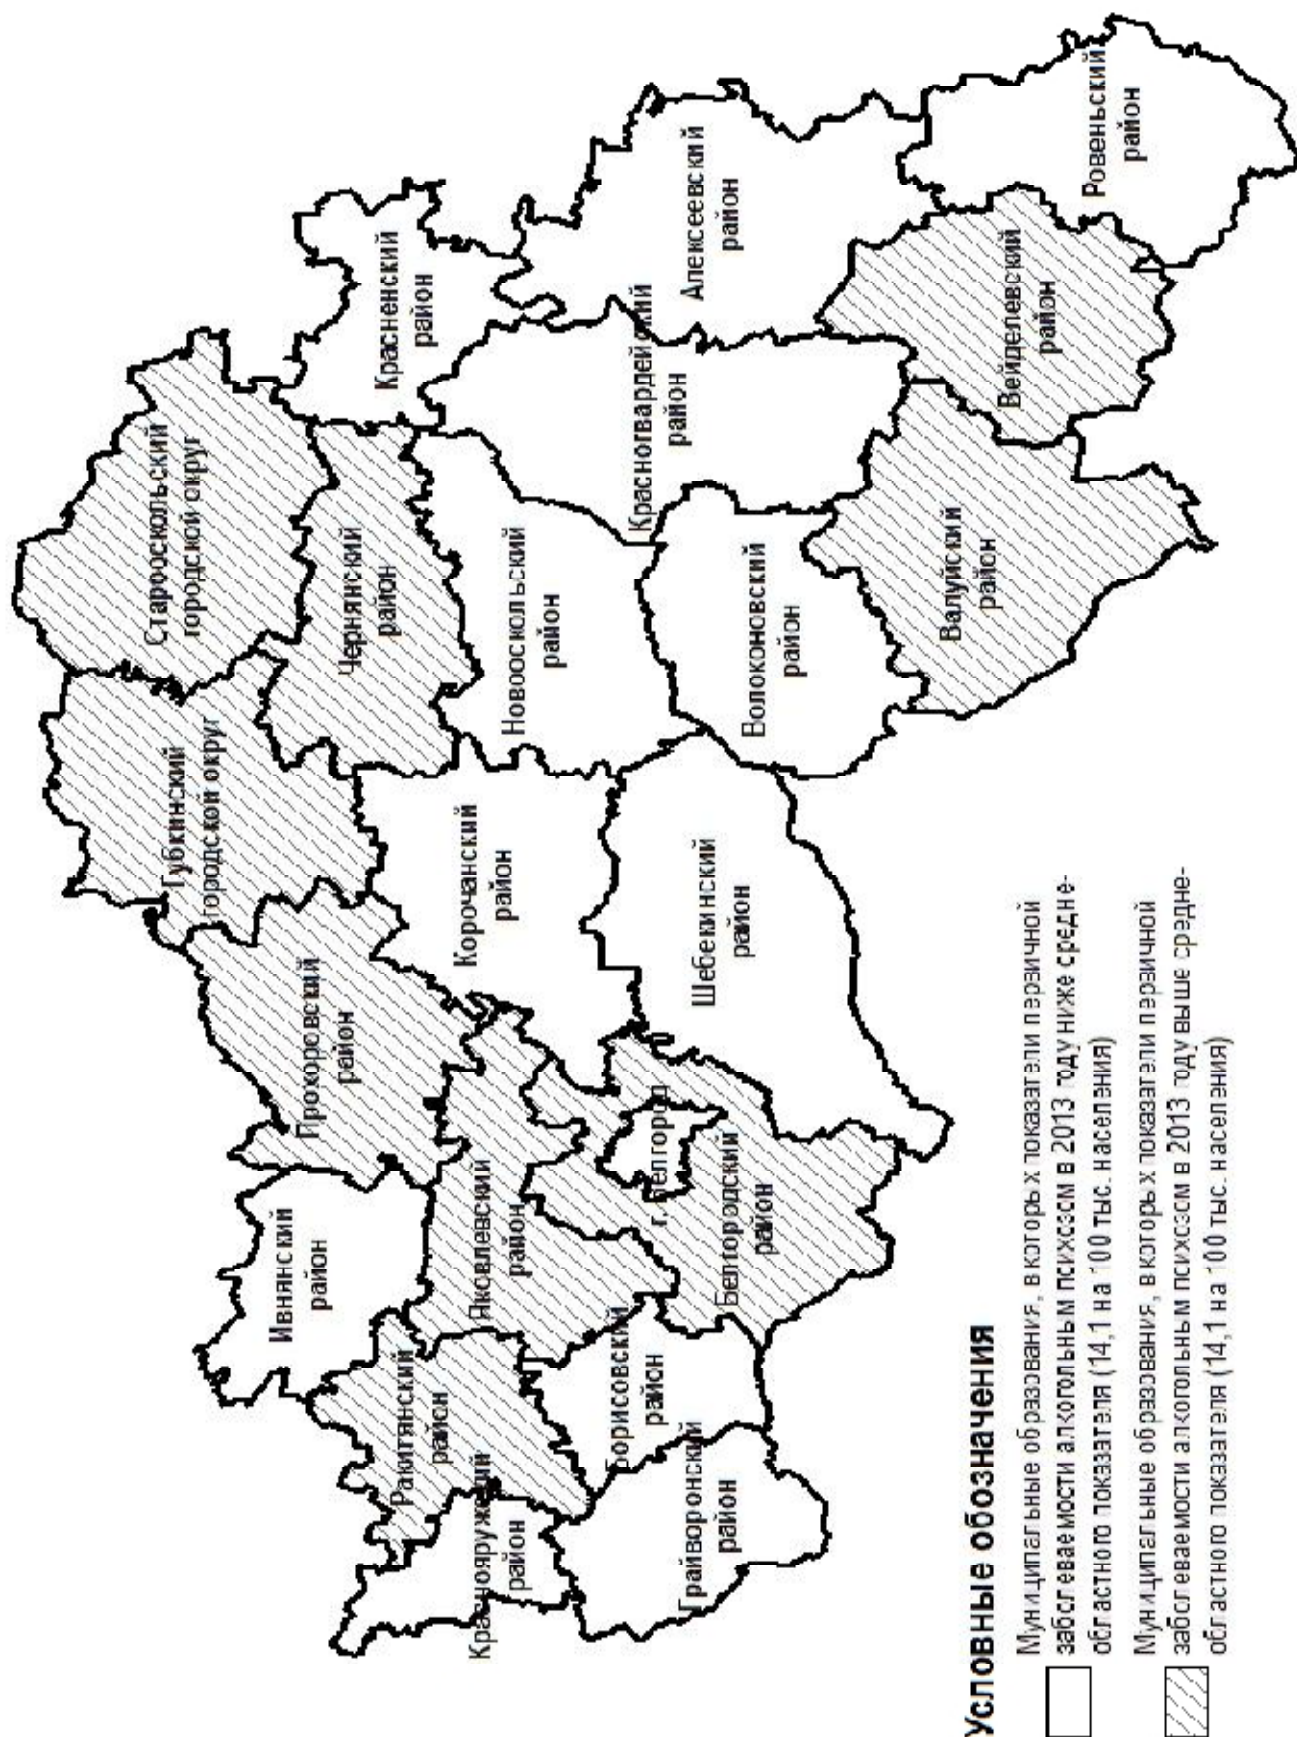 Старооскольский
городской округ
Губкинский
городской округ
Чернянский
район
Прохоровский
район
Красненский
район
Ивнянский
район
Ракитянский
район
Новооскольский
район
Корочанский
район
Яковлевский
район
Краснояружский
район
Красногвардейский
район
Алексеевский
район
г. Белгород
Белгородский
район
Борисовский
район
Грайворонский
район
Шебекинский
район
Волоконовский
район
Валуйский
район
Вейделевский
район
Ровеньский
район
Условные обозначения
Муниципальные образования, в которых показатели первичной
заболеваемости алкогольным психозом в 2013 году ниже средне-
областного показателя (14,1 на 100 тыс. населения)
Муниципальные образования, в которых показатели первичной
заболеваемости алкогольным психозом в 2013 году выше средне-
областного показателя (14,1 на 100 тыс. населения)